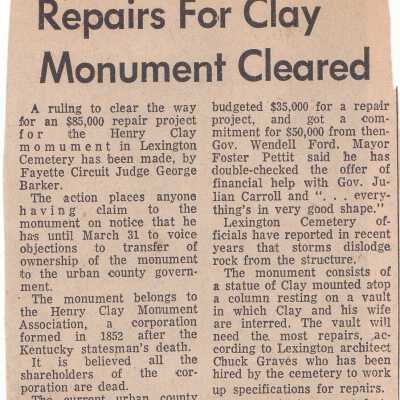 Repairs For Clay
Monument Cleared
A ruling to clear the way
for an $85,000 repair project
for the Henry Clay
monument in Lexington
Cemetery has been made, by
Fayette Circuit Judge George
Barker.
The action places anyone
having claim to the
monument on notice that he
has until March 31 to voice
objections to transfer of
ownership of the monument
to the urban county govern-
ment.
The monument belongs to
the Henry Clay Monument
Association, a corporation
formed in 1852 after the
Kentucky statesman's death.
It is believed all the
shareholders of the cor-
poration are dead.
The current urban county
budgeted $35,000 for a repair
project, and got a com-
mitment for $50,000 from then-
Gov. Wendell Ford. Mayor
Foster Pettit said he has
double-checked the offer of
financial help with Gov. Ju-
lian Carroll and ". . . every-
thing's in very good shape."
Lexington Cemetery of-
ficials have reported in recent
years that storms dislodge
rock from the structure.
The monument consists of
a statue of Clay mounted atop
a column resting on a vault
in which Clay and his wife
are interred. The vault will
need the most repairs, ac-
cording to Lexington architect
Chuck Graves who has been
hired by the cemetery to work
up specifications for repairs.